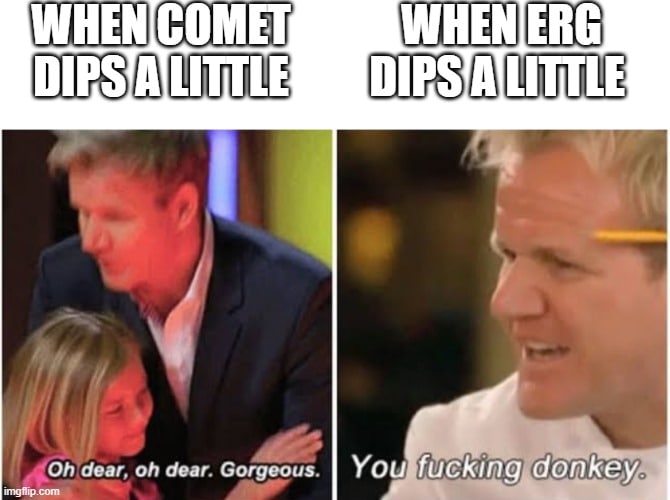 WHEN COMET
DIPS A LITTLE
WHEN ERG
DIPS A LITTLE
Oh dear, oh dear. Gorgeous.
You fucking donkey.
imgflip.com